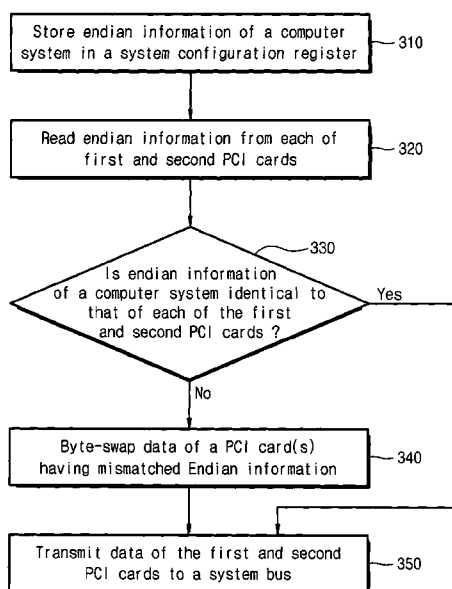 Store endian information of a computer
system in a system configuration register
310
Read endian information from each of
first and second PCI cards
320
330
Is endian information
of a computer system identical to
that of each of the first
and second PCI cards ?
Yes
No
Byte-swap data of a PCI card(s)
having mismatched Endian information
340
Transmit data of the first and second
PCI cards to a system bus
350